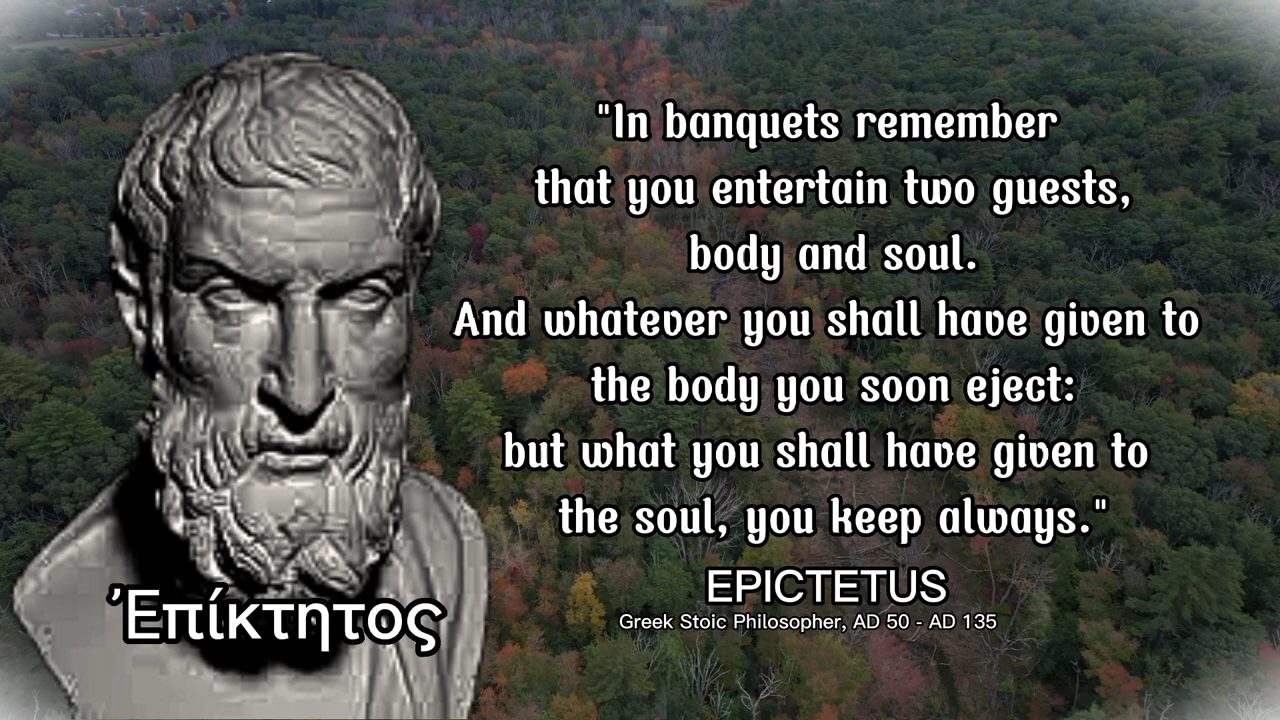 "In banquets remember
that you entertain two guests,
body and soul.
And whatever you shall have given to
the body you soon eject:
but what you shall have given to
the soul, you keep always."
EPICTETUS
Greek Stoic Philosopher, AD 50 - AD 135
Ἐπίκτητος